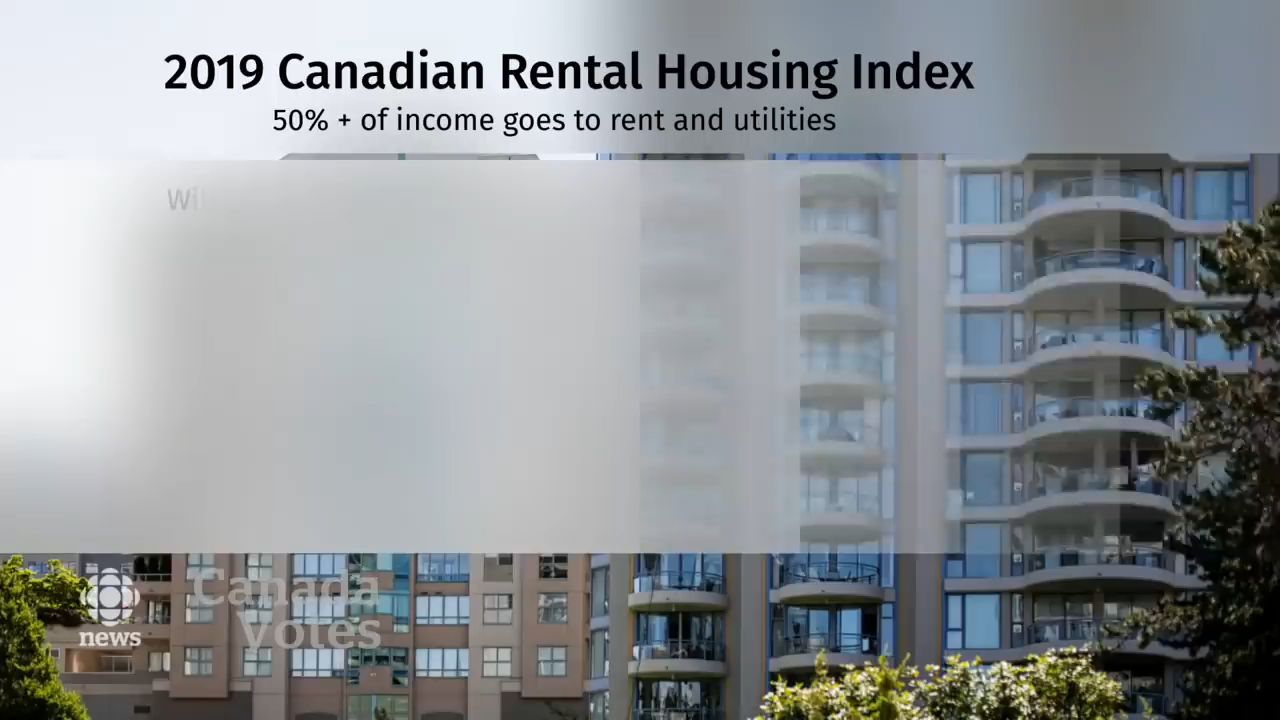 2019 Canadian Rental Housing Index
50% + of income goes to rent and utilities
news
Canada
Votes